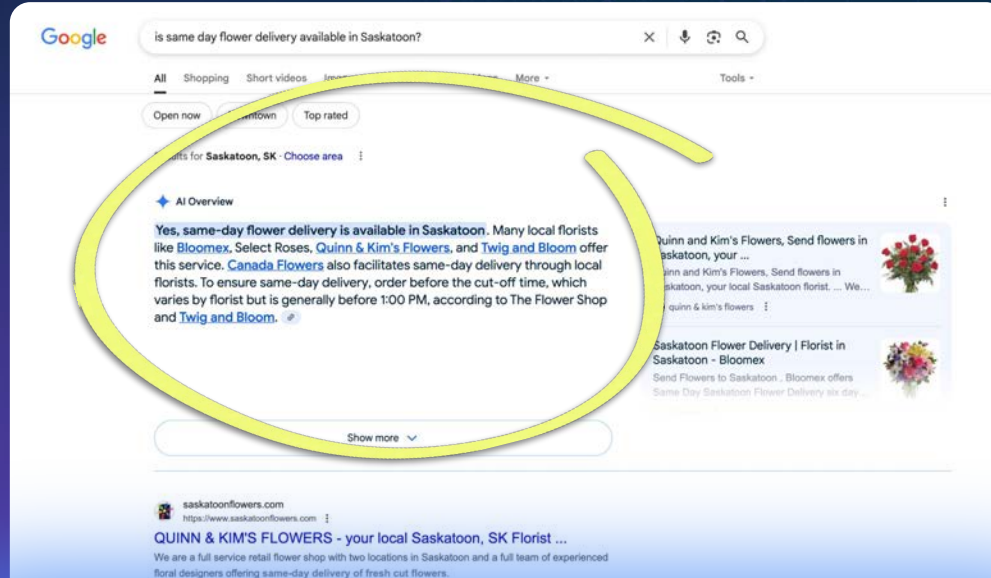 Google
is same day flower delivery available in Saskatoon?
All Shopping Short videos More
Tools
Open now Top rated
for Saskatoon, SK · Choose area
AI Overview
Yes, same-day flower delivery is available in Saskatoon. Many local florists
like Bloomex, Select Roses, Quinn & Kim's Flowers, and Twig and Bloom offer
this service. Canada Flowers also facilitates same-day delivery through local
florists. To ensure same-day delivery, order before the cut-off time, which
varies by florist but is generally before 1:00 PM, according to The Flower Shop
and Twig and Bloom.
Show more
Quinn and Kim's Flowers, Send flowers in
Saskatoon, your ...
Quinn and Kim's Flowers, Send flowers in
Saskatoon, your local Saskatoon florist. ... We...
quinn & kim's flowers
Saskatoon Flower Delivery | Florist in
Saskatoon - Bloomex
Send Flowers to Saskatoon . Bloomex offers
Same Day Saskatoon Flower Delivery six day...
saskatoonflowers.com
https://www.saskatoonflowers.com
QUINN & KIM'S FLOWERS - your local Saskatoon, SK Florist ...
We are a full service retail flower shop with two locations in Saskatoon and a full team of experienced
floral designers offering same-day delivery of fresh cut flowers.